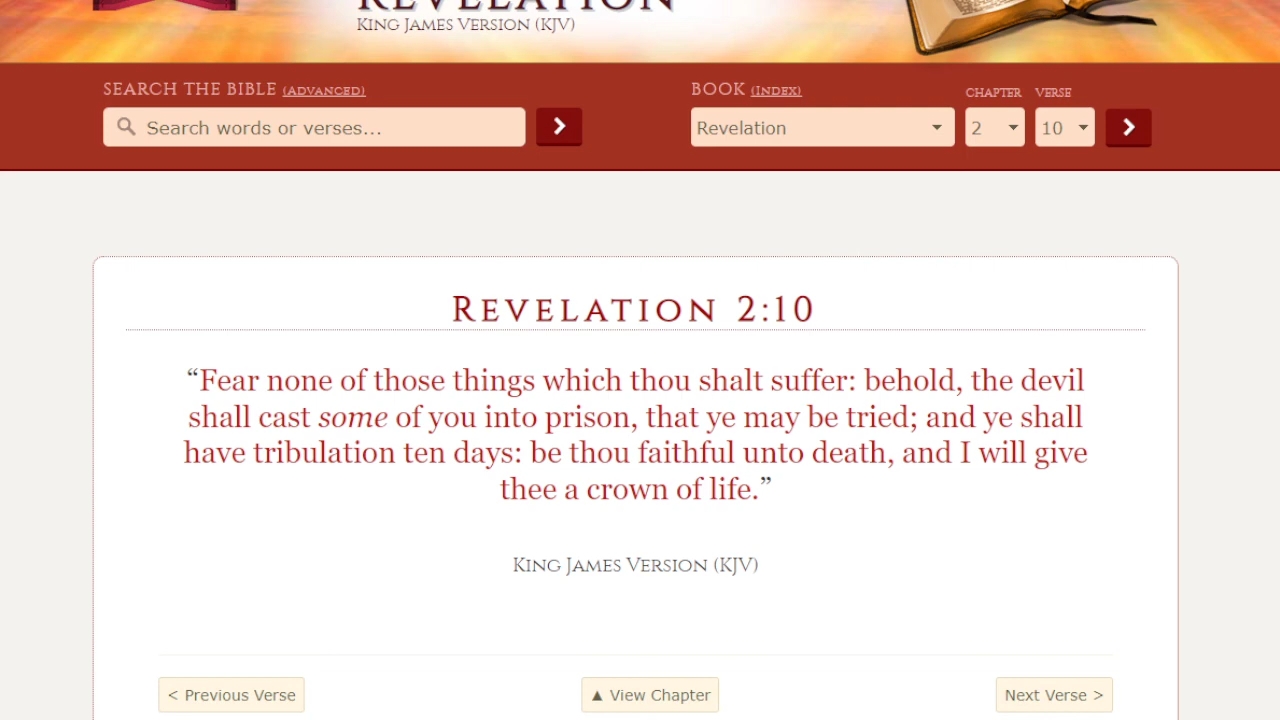 REVELATION
KING JAMES VERSION (KJV)
SEARCH THE BIBLE (ADVANCED)
BOOK (INDEX)
CHAPTER
VERSE
Search words or verses...
Revelation
2
10
REVELATION 2:10
“Fear none of those things which thou shalt suffer: behold, the devil
shall cast some of you into prison, that ye may be tried; and ye shall
have tribulation ten days: be thou faithful unto death, and I will give
thee a crown of life.”
KING JAMES VERSION (KJV)
< Previous Verse
▲ View Chapter
Next Verse >